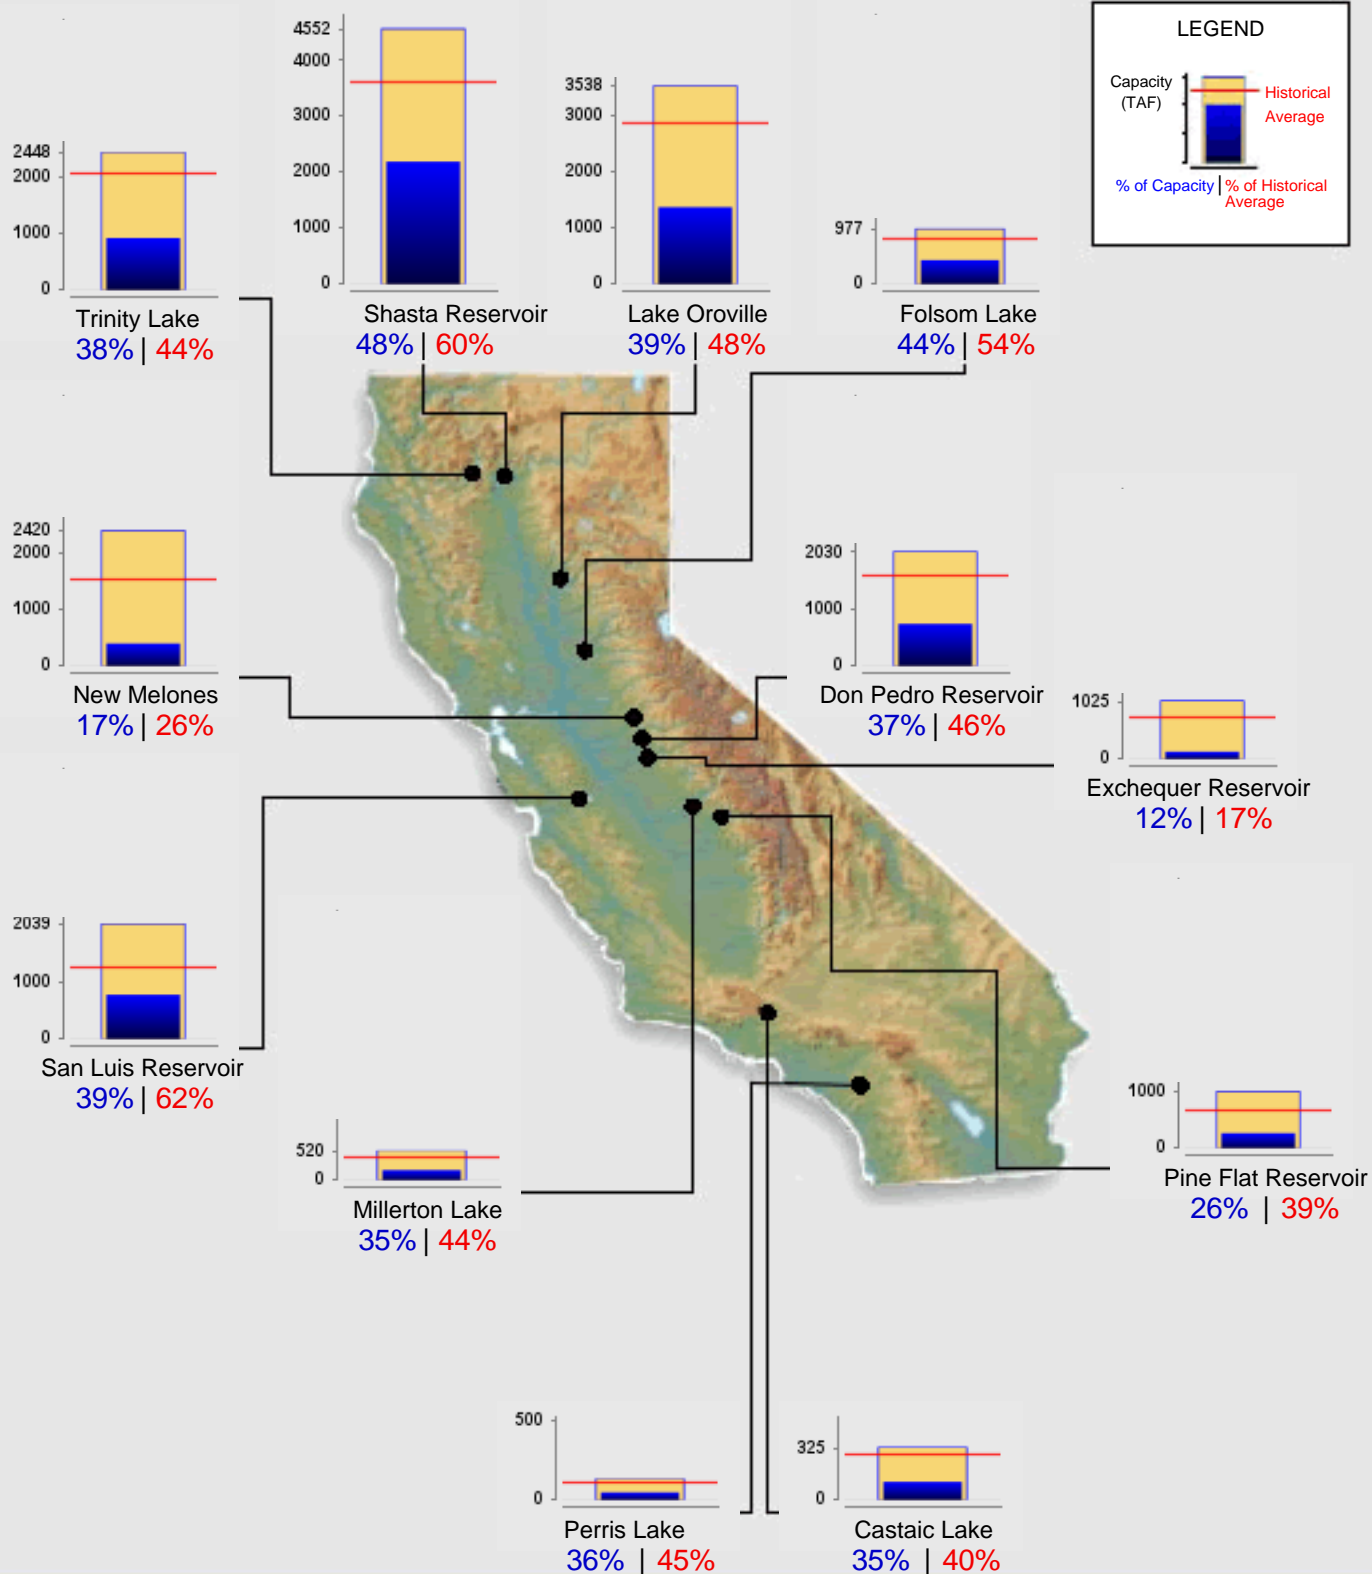 LEGEND
Capacity
(TAF)
Historical
Average
% of Capacity | % of Historical
Average
4552
4000
3000
2000
1000
0
Shasta Reservoir
48% | 60%
3538
3000
2000
1000
0
Lake Oroville
39% | 48%
2448
2000
1000
0
Trinity Lake
38% | 44%
977
0
Folsom Lake
44% | 54%
2420
2000
1000
0
New Melones
17% | 26%
2030
1000
0
Don Pedro Reservoir
37% | 46%
1025
0
Exchequer Reservoir
12% | 17%
2039
1000
0
San Luis Reservoir
39% | 62%
520
0
Millerton Lake
35% | 44%
1000
0
Pine Flat Reservoir
26% | 39%
500
0
Perris Lake
36% | 45%
325
0
Castaic Lake
35% | 40%